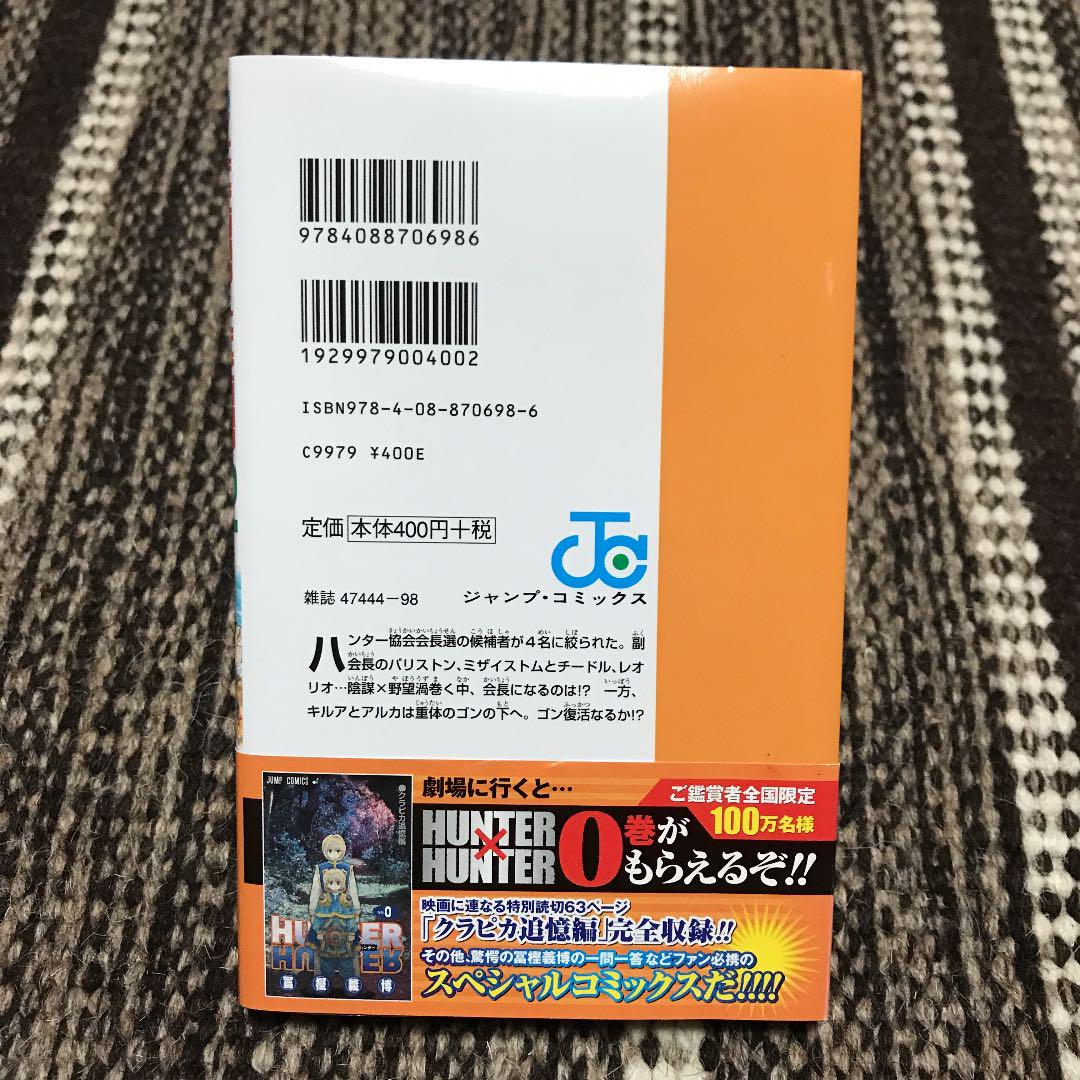 9784088706986
1929979004002
ISBN978-4-08-870698-6
C9979 ¥400E
定価 本体400円+税
雑誌 47444-98
ジャンプ・コミックス
ハンター協会会長選の候補者が4名に絞られた。副
会長のパリストン、ミザイストムとチードル、レオ
リオ…陰謀×野望渦巻く中、会長になるのは!? 一方、
キルアとアルカは重体のゴンの下へ。ゴン復活なるか!?
JUMP COMICS
●クラピカ追憶編
No.0
HUNTER
HUNTER
冨樫義博
劇場に行くと…
ご鑑賞者全国限定
100万名様
HUNTER
×
HUNTER
0巻が
もらえるぞ!!
映画に連なる特別読切63ページ
「クラピカ追憶編」完全収録!!
その他、驚愕の冨樫義博の一問一答などファン必携の
スペシャルコミックスだ!!!!